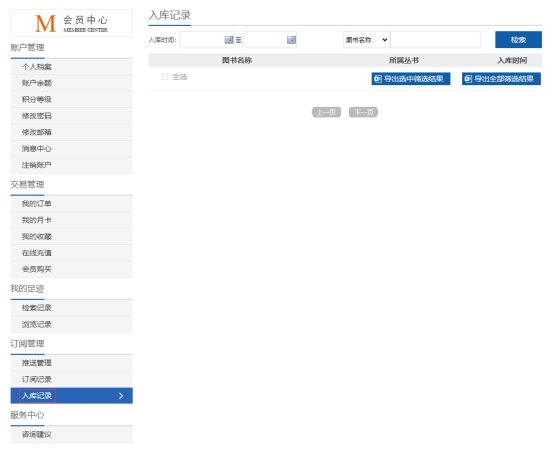 M 会员中心
MEMBER CENTER
账户管理
个人档案
账户余额
积分等级
修改密码
修改邮箱
消息中心
注销账户
交易管理
我的订单
我的月卡
我的收藏
在线充值
会员购买
我的足迹
检索记录
浏览记录
订阅管理
推送管理
订阅记录
入库记录
服务中心
咨询建议
入库记录
入库时间: 至 图书名称 检索
图书名称 所属丛书 入库时间
全选 导出选中筛选结果 导出全部筛选结果
上一页 下一页